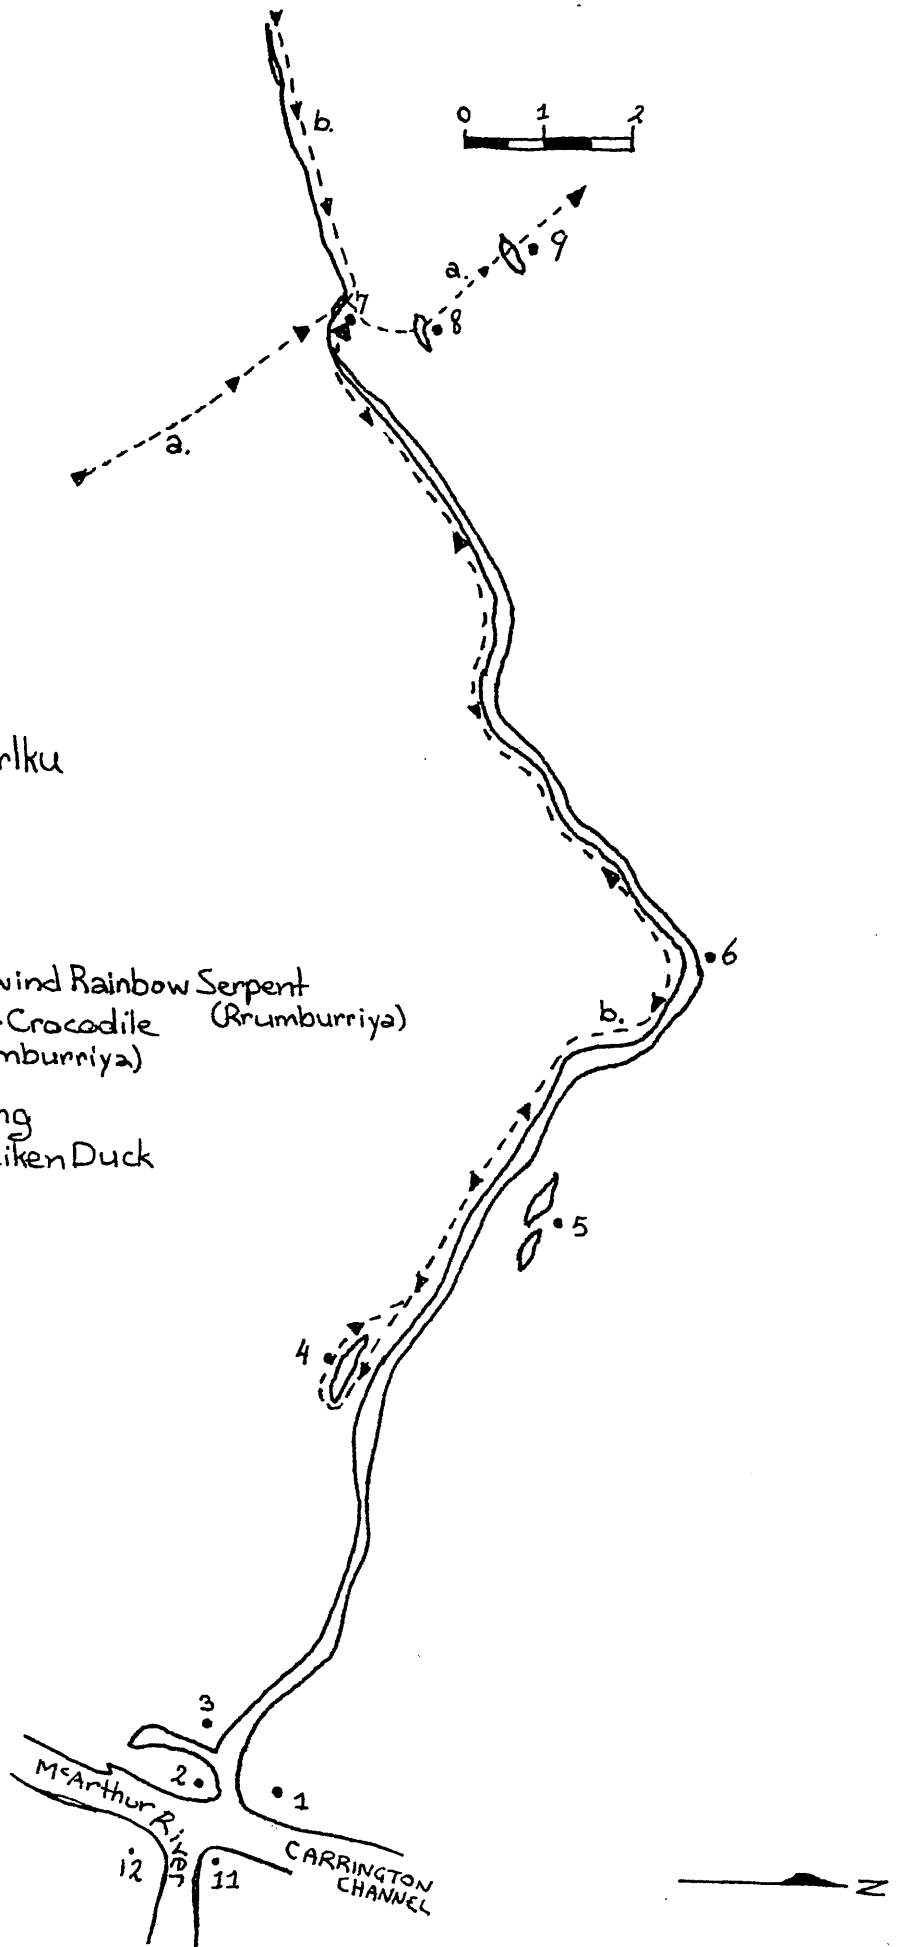 b.
0 1 2
9
a.
7
8
a.
rlku
6
wind Rainbow Serpent
b.
-Crocodile (Rrumburriya)
mburriya)
ng
iken Duck
5
4
3
2
McArthur River
1
CARRINGTON
CHANNEL
12
11
N